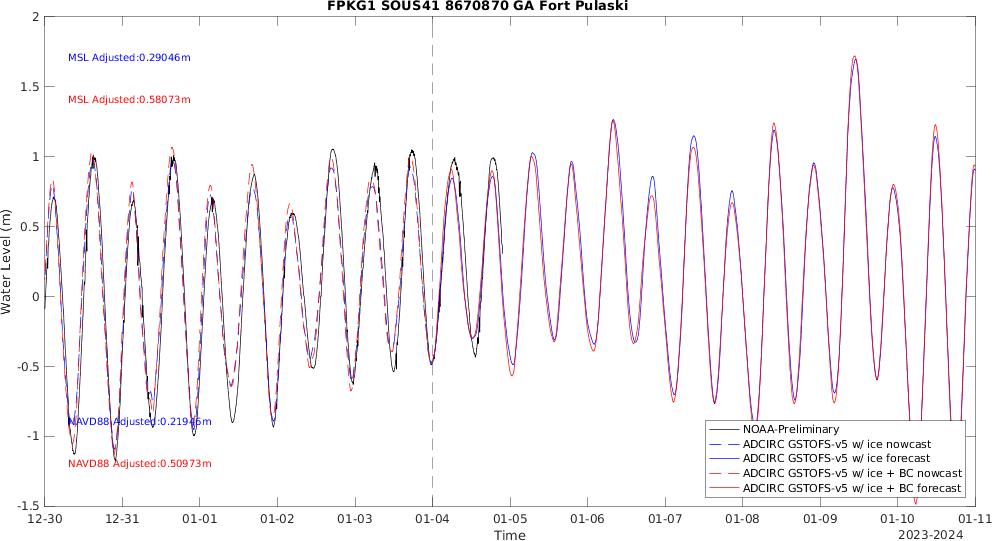 FPKG1 SOUS41 8670870 GA Fort Pulaski
Water Level (m)
2
1.5
1
0.5
0
-0.5
-1
-1.5
MSL Adjusted:0.29046m
MSL Adjusted:0.58073m
NAVD88 Adjusted:0.21946m
NAVD88 Adjusted:0.50973m
NOAA-Preliminary
ADCIRC GSTOFS-v5 w/ ice nowcast
ADCIRC GSTOFS-v5 w/ ice forecast
ADCIRC GSTOFS-v5 w/ ice + BC nowcast
ADCIRC GSTOFS-v5 w/ ice + BC forecast
12-30 12-31 01-01 01-02 01-03 01-04 01-05 01-06 01-07 01-08 01-09 01-10 01-11
Time
2023-2024